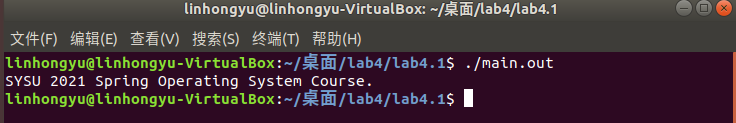 linhongyu@linhongyu-VirtualBox: ~/桌面/lab4/lab4.1
文件(F) 编辑(E) 查看(V) 搜索(S) 终端(T) 帮助(H)
linhongyu@linhongyu-VirtualBox:~/桌面/lab4/lab4.1$ ./main.out
SYSU 2021 Spring Operating System Course.
linhongyu@linhongyu-VirtualBox:~/桌面/lab4/lab4.1$